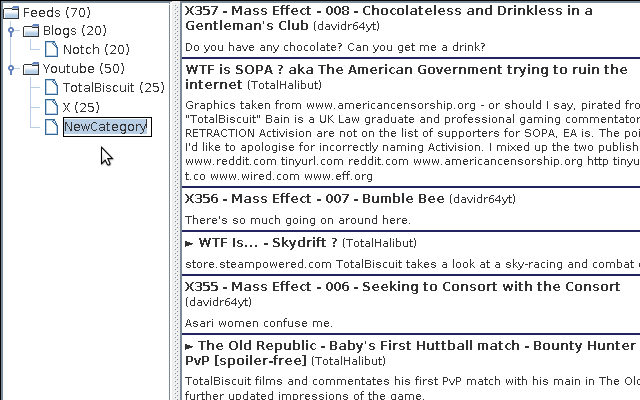 Feeds (70)
Blogs (20)
Notch (20)
Youtube (50)
TotalBiscuit (25)
X (25)
NewCategory
X357 - Mass Effect - 008 - Chocolateless and Drinkless in a
Gentleman's Club (davidr64yt)
Do you have any chocolate? Can you get me a drink?
WTF is SOPA ? aka The American Government trying to ruin the
internet (TotalHalibut)
Graphics taken from www.americancensorship.org - or should I say, pirated fro
"TotalBiscuit" Bain is a UK Law graduate and professional gaming commentator
RETRACTION Activision are not on the list of supporters for SOPA, EA is. The poi
I'd like to apologise for incorrectly naming Activision. I mixed up the two publish
www.reddit.com tinyurl.com reddit.com www.americancensorship.org http tinyu
t.co www.wired.com www.eff.org
X356 - Mass Effect - 007 - Bumble Bee (davidr64yt)
There's so much going on around here.
► WTF Is... - Skydrift ? (TotalHalibut)
store.steampowered.com TotalBiscuit takes a look at a sky-racing and combat
X355 - Mass Effect - 006 - Seeking to Consort with the Consort
(davidr64yt)
Asari women confuse me.
► The Old Republic - Baby's First Huttball match - Bounty Hunter
PvP [spoiler-free] (TotalHalibut)
TotalBiscuit films and commentates his first PvP match with his main in The Old
further updated impressions of the game.